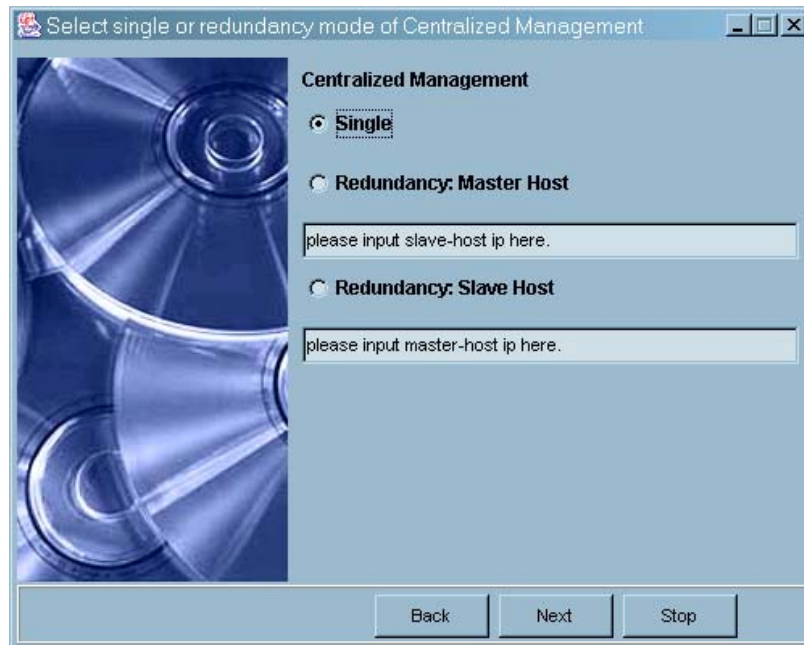 Select single or redundancy mode of Centralized Management
Centralized Management
Single
Redundancy: Master Host
please input slave-host ip here.
Redundancy: Slave Host
please input master-host ip here.
Back Next Stop